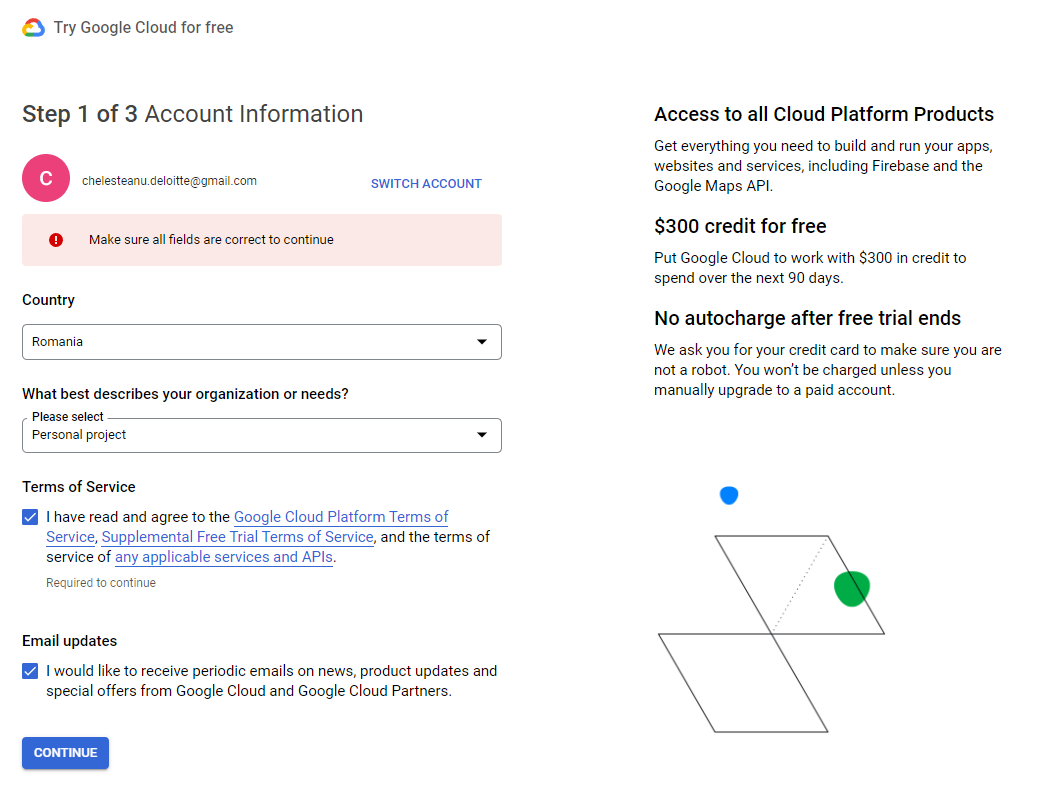 Try Google Cloud for free
Step 1 of 3 Account Information
C
chelesteanu.deloitte@gmail.com
SWITCH ACCOUNT
Make sure all fields are correct to continue
Country
Romania
What best describes your organization or needs?
Please select
Personal project
Terms of Service
I have read and agree to the Google Cloud Platform Terms of
Service, Supplemental Free Trial Terms of Service, and the terms of
service of any applicable services and APIs.
Required to continue
Email updates
I would like to receive periodic emails on news, product updates and
special offers from Google Cloud and Google Cloud Partners.
CONTINUE
Access to all Cloud Platform Products
Get everything you need to build and run your apps,
websites and services, including Firebase and the
Google Maps API.
$300 credit for free
Put Google Cloud to work with $300 in credit to
spend over the next 90 days.
No autocharge after free trial ends
We ask you for your credit card to make sure you are
not a robot. You won’t be charged unless you
manually upgrade to a paid account.